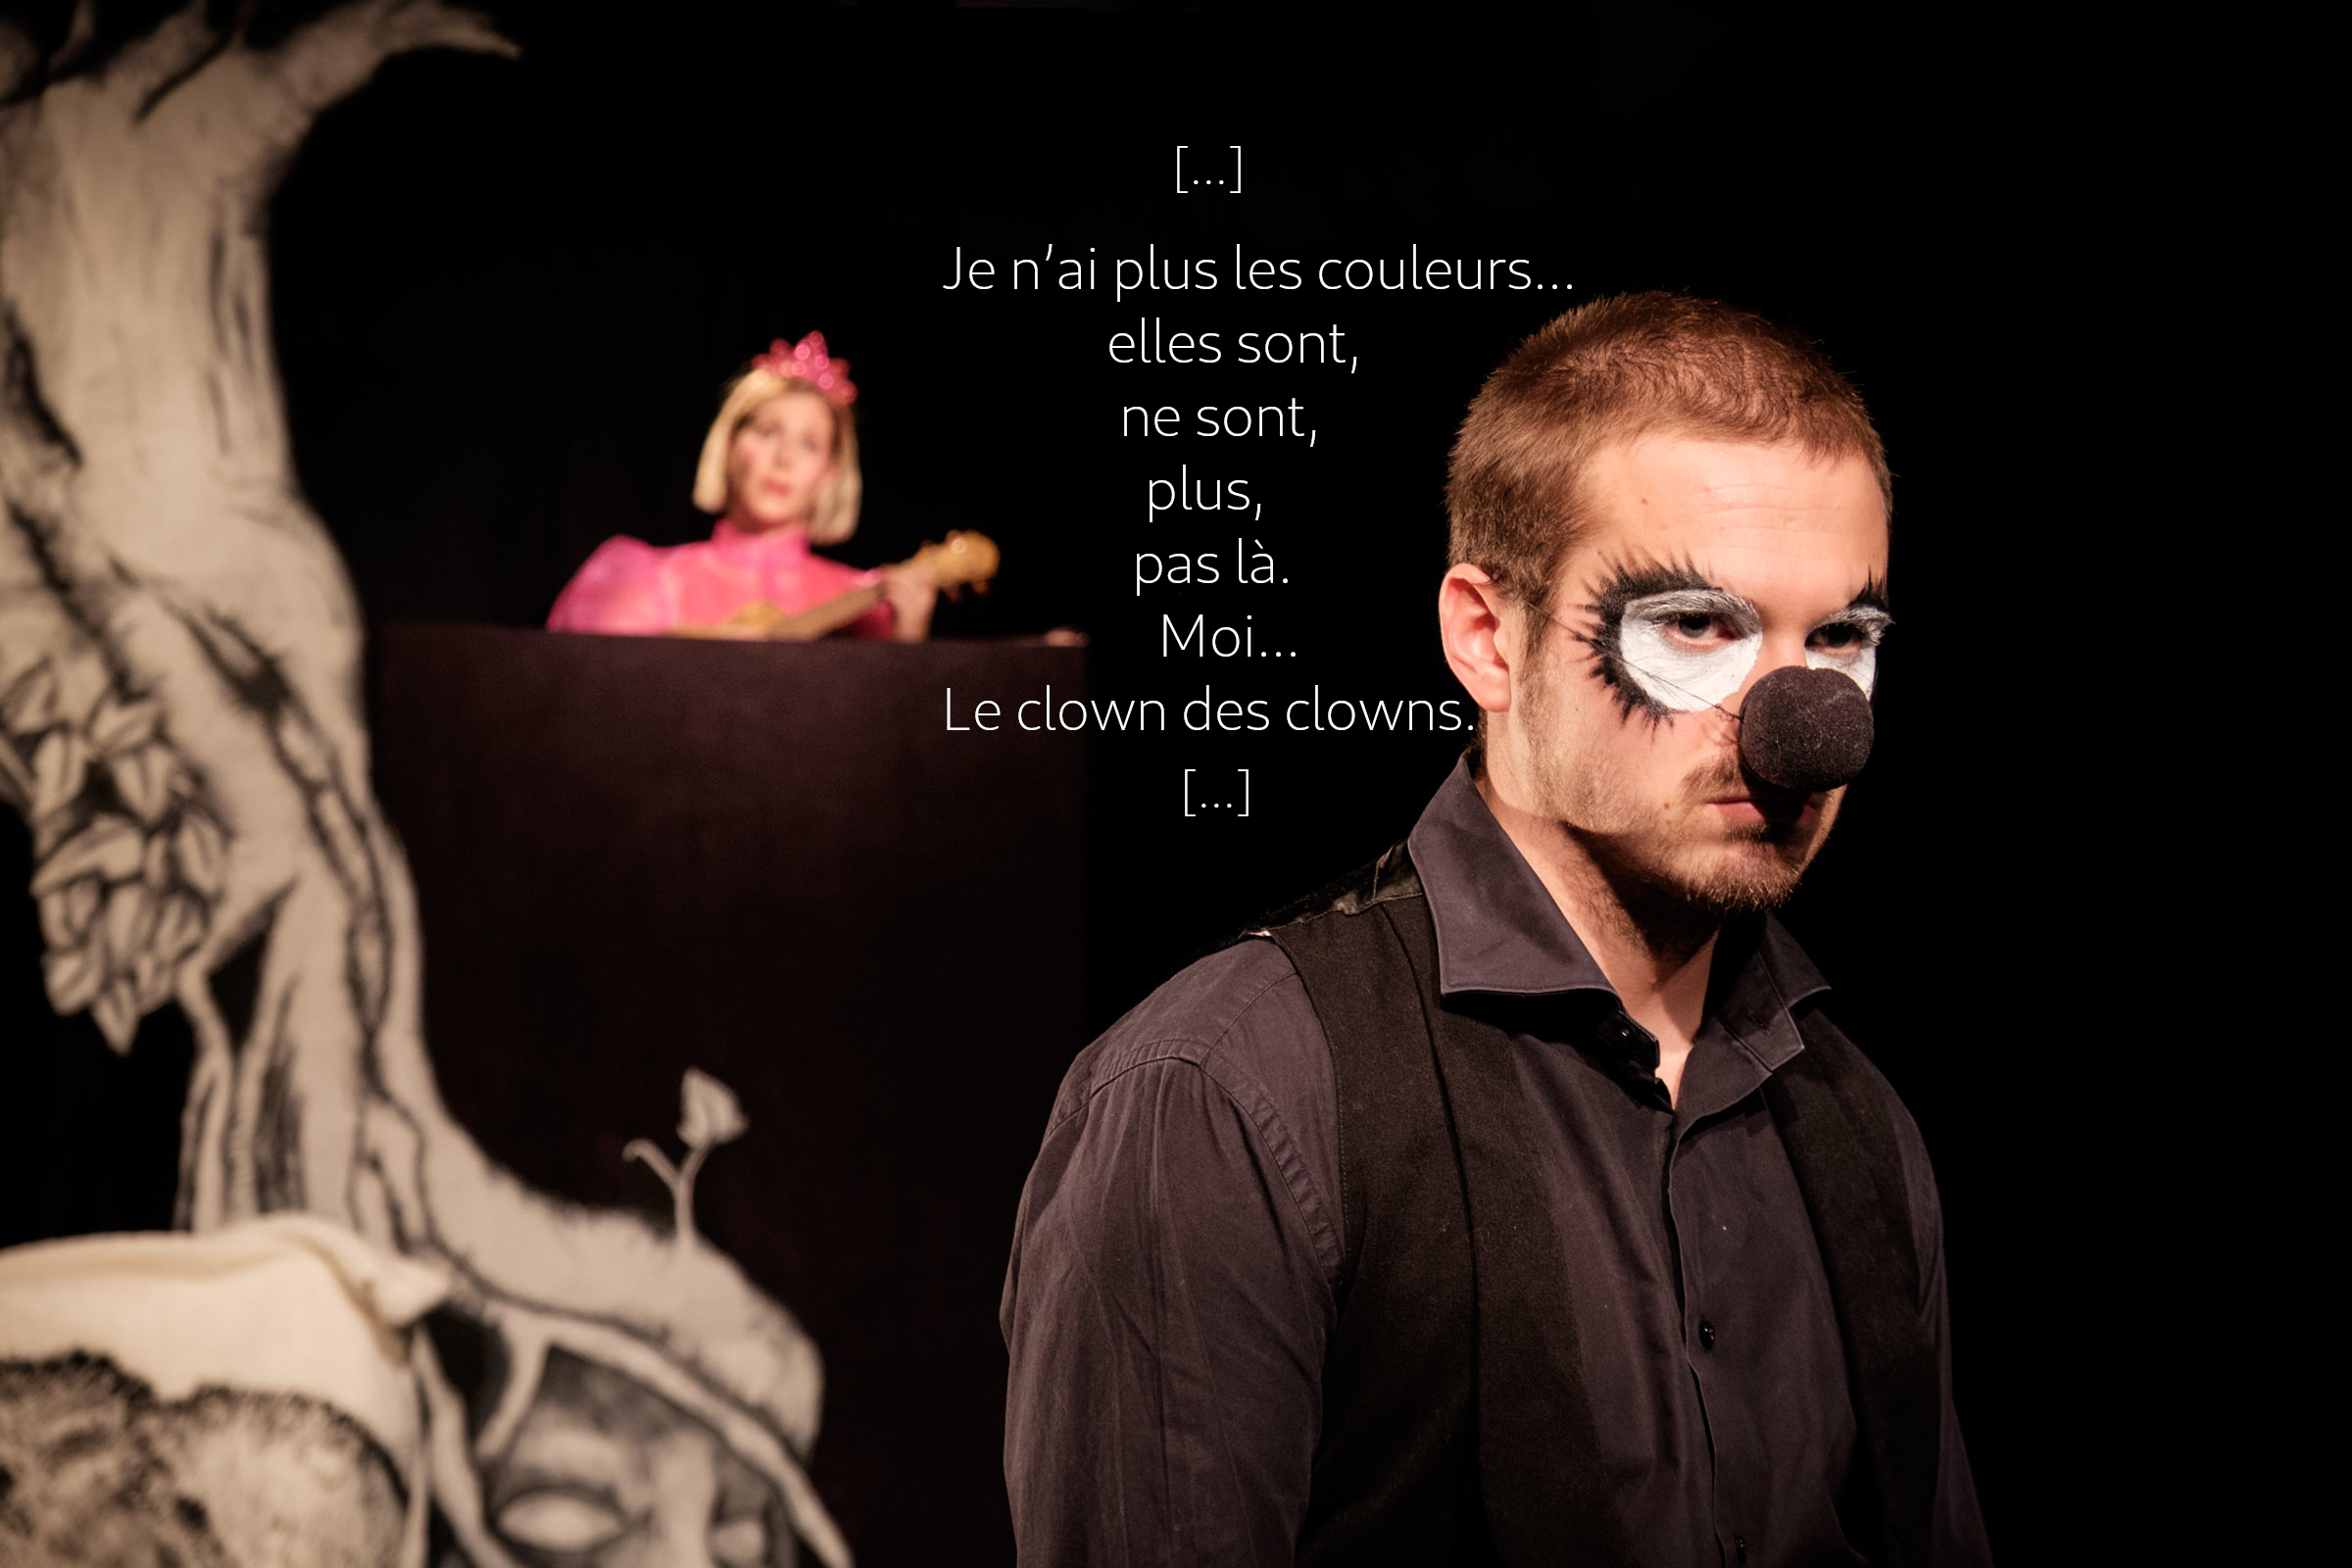 [...]
Je n’ai plus les couleurs...
elles sont,
ne sont,
plus,
pas là.
Moi...
Le clown des clowns.
[...]